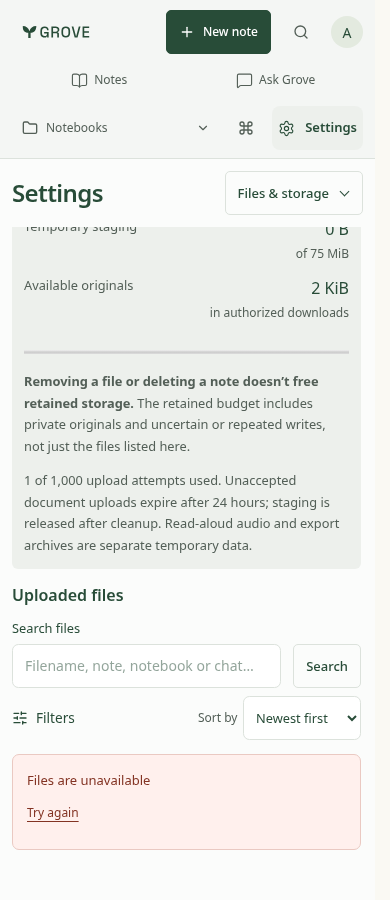 GROVE
New note
A
Notes
Ask Grove
Notebooks
⌘
Settings
Settings
Files & storage
Temporary staging
0 B
of 75 MiB
Available originals
2 KiB
in authorized downloads
Removing a file or deleting a note doesn’t free
retained storage. The retained budget includes
private originals and uncertain or repeated writes,
not just the files listed here.
1 of 1,000 upload attempts used. Unaccepted
document uploads expire after 24 hours; staging is
released after cleanup. Read-aloud audio and export
archives are separate temporary data.
Uploaded files
Search files
Filename, note, notebook or chat...
Search
Filters
Sort by
Newest first
Files are unavailable
Try again